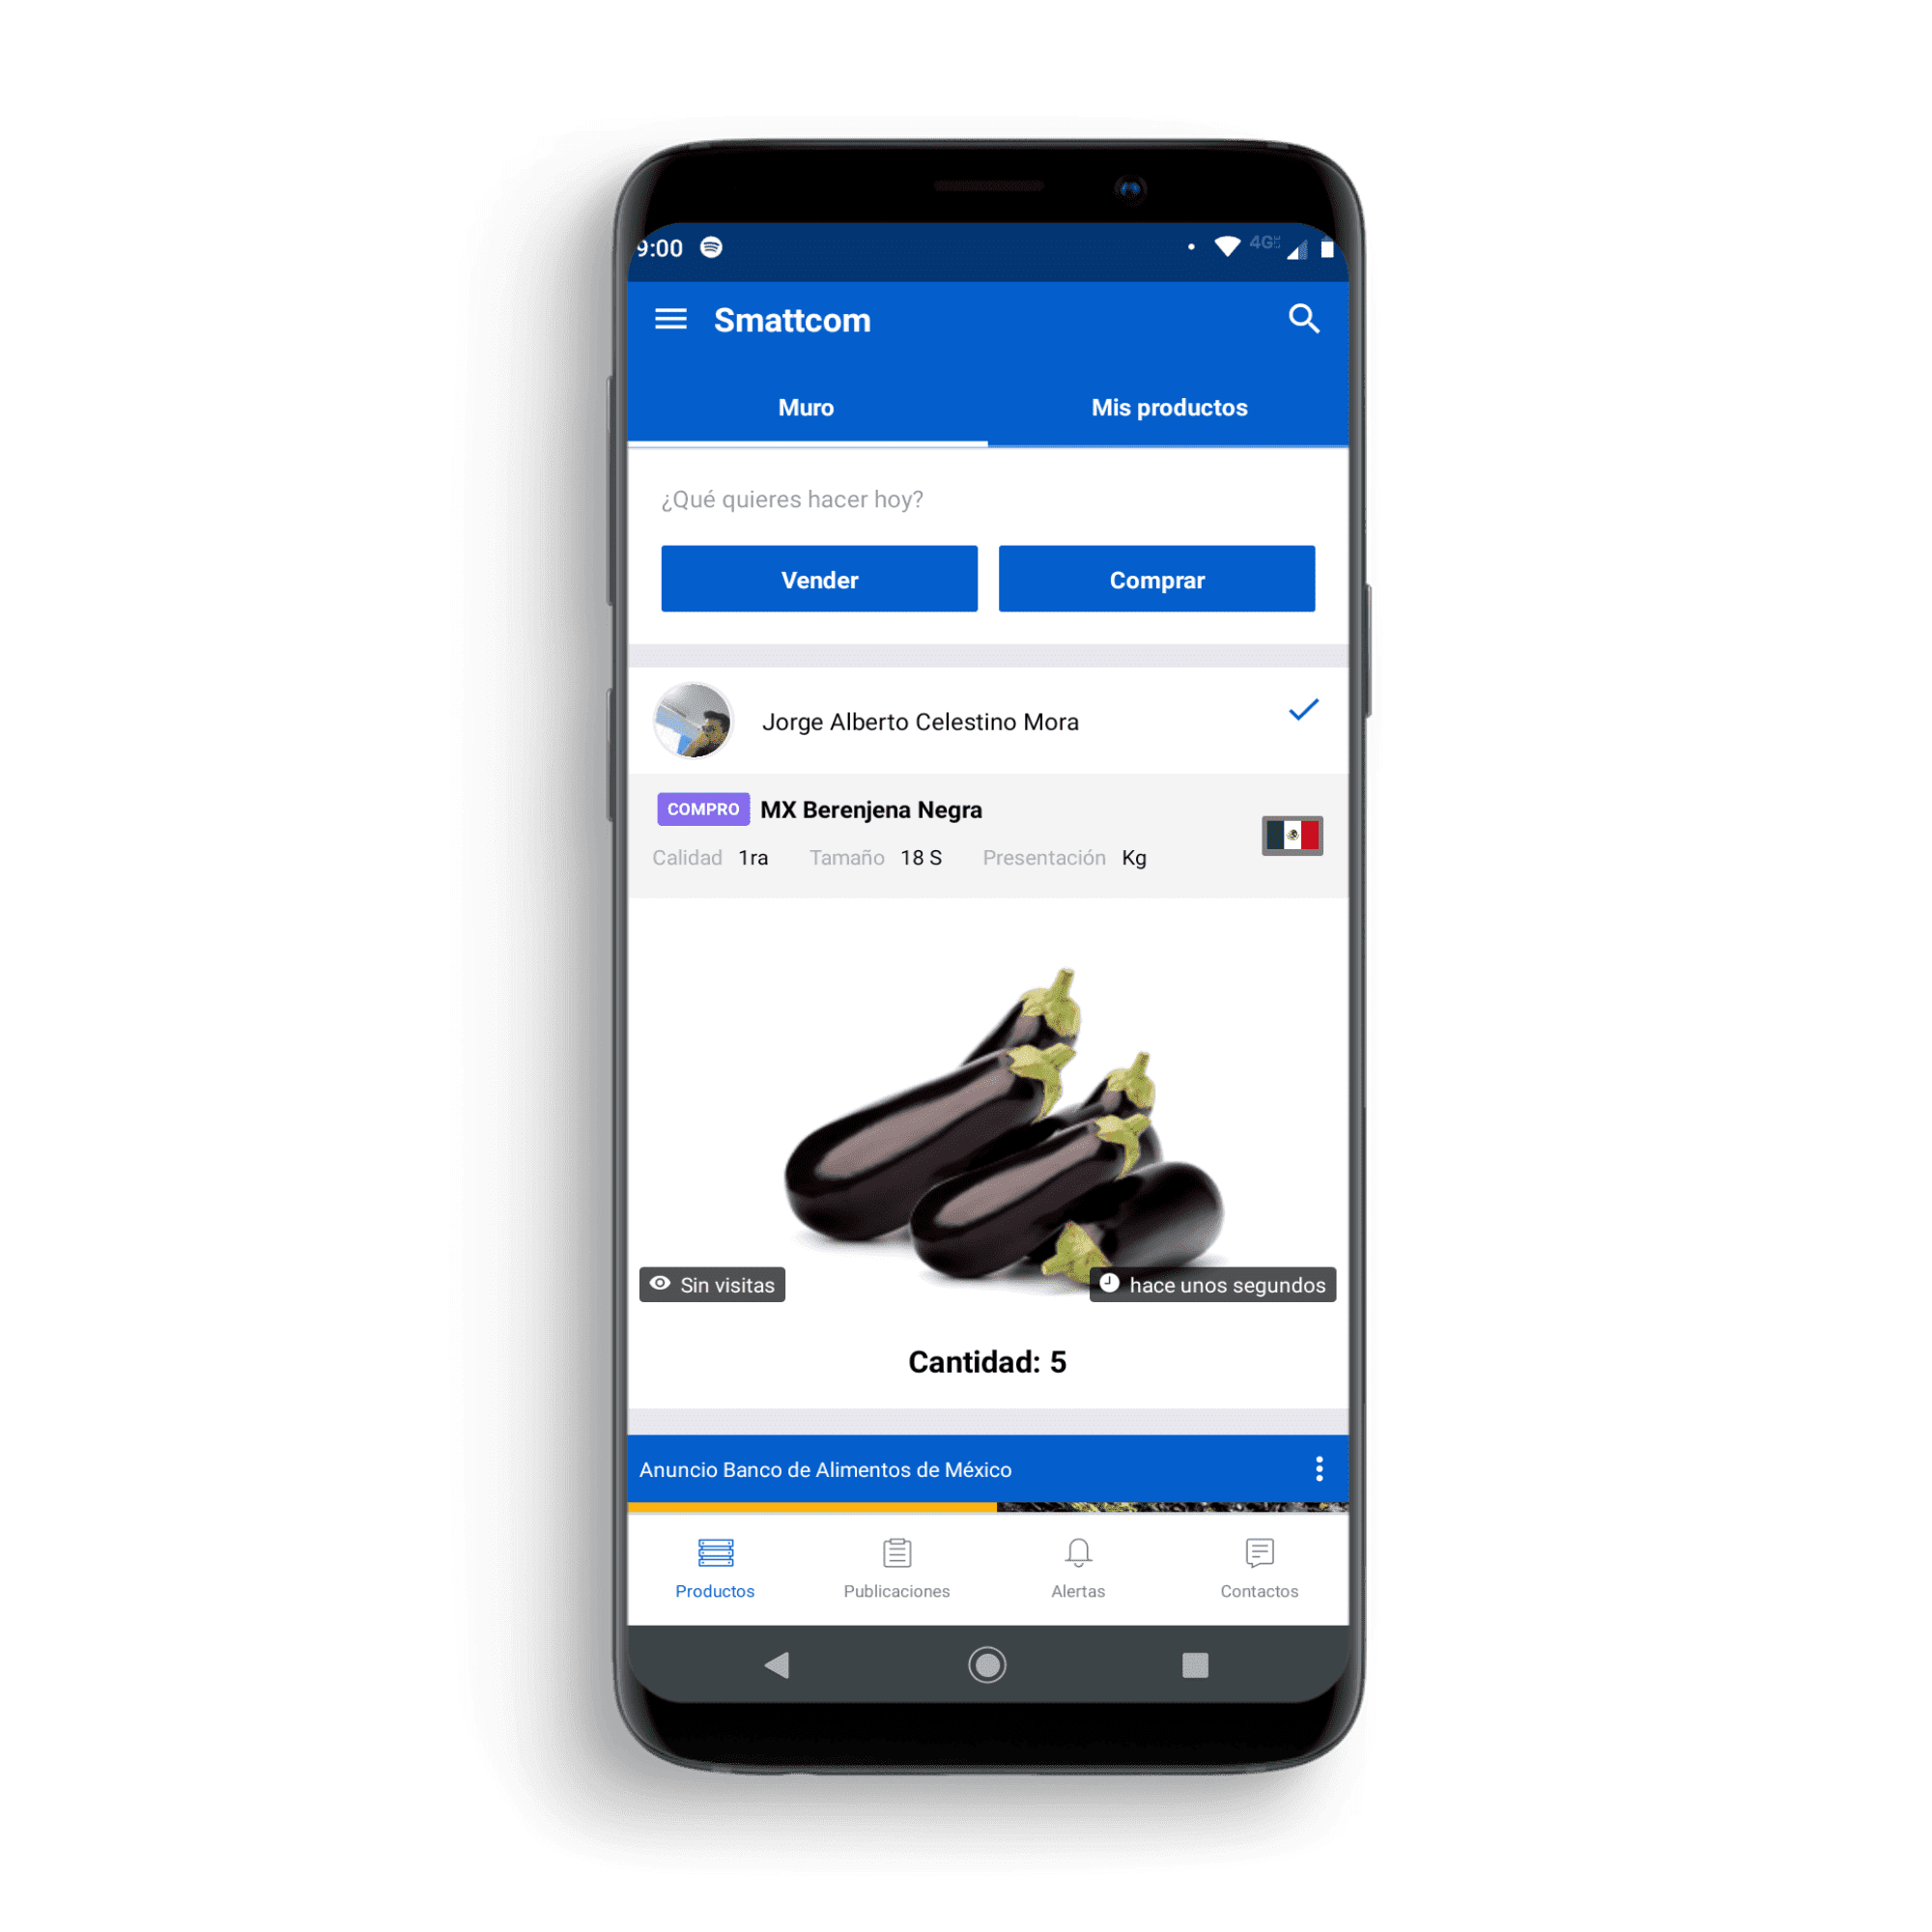 9:00
4G
Smattcom
Muro Mis productos
¿Qué quieres hacer hoy?
Vender Comprar
Jorge Alberto Celestino Mora
COMPRO MX Berenjena Negra
Calidad 1ra Tamaño 18 S Presentación Kg
Sin visitas hace unos segundos
Cantidad: 5
Anuncio Banco de Alimentos de México
Productos Publicaciones Alertas Contactos